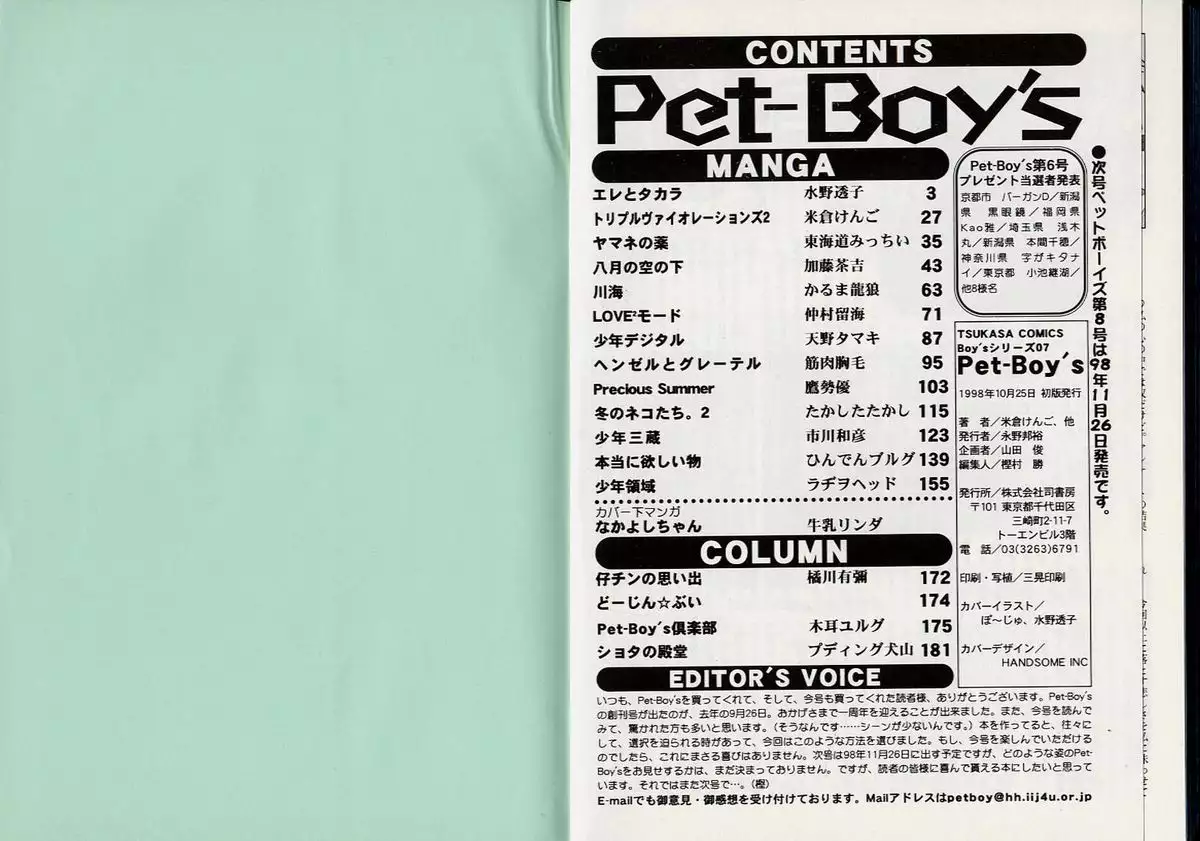 CONTENTS
Pet-Boy's
MANGA
エレとタカラ 水野透子 3
トリプルヴァイオレーションズ2 米倉けんご 27
ヤマネの薬 東海道みっちい 35
八月の空の下 加藤茶吉 43
川海 かるま龍狼 63
LOVE²モード 仲村留海 71
少年デジタル 天野タマキ 87
ヘンゼルとグレーテル 筋肉胸毛 95
Precious Summer 鷹勢優 103
冬のネコたち。2 たかしたたかし 115
少年三蔵 市川和彦 123
本当に欲しい物 ひんでんブルグ 139
少年領域 ラヂヲヘッド 155
カバー下マンガ
なかよしちゃん 牛乳リンダ
COLUMN
仔チンの思い出 橘川有彌 172
どーじん☆ぶい 174
Pet-Boy's倶楽部 木耳ユルグ 175
ショタの殿堂 プディング犬山 181
Pet-Boy's第6号
プレゼント当選者発表
京都市 バーガンD/新潟
県 黒眼鏡/福岡県
Kao雅/埼玉県 浅木
丸/新潟県 本間千穂/
神奈川県 字がキタナ
イ/東京都 小池継湖/
他8様名
TSUKASA COMICS
Boy'sシリーズ07
Pet-Boy's
1998年10月25日 初版発行
著 者/米倉けんご、他
発行者/永野邦裕
企画者/山田 俊
編集人/樫村 勝
発行所/株式会社司書房
〒101 東京都千代田区
三崎町2-11-7
トーエンビル3階
電 話/03(3263)6791
印刷・写植/三晃印刷
カバーイラスト/
ぽ〜じゅ、水野透子
カバーデザイン/
HANDSOME INC
●次号ペットボーイズ第8号は98年11月26日発売です。
EDITOR'S VOICE
いつも、Pet-Boy'sを買ってくれて、そして、今号も買ってくれた読者様、ありがとうございます。Pet-Boy's
の創刊号が出たのが、去年の9月26日。おかげさまで一周年を迎えることが出来ました。また、今号を読んで
みて、驚かれた方も多いと思います。(そうなんです……シーンが少ないんです。)本を作ってると、往々に
して、選択を迫られる時があって、今回はこのような方法を選びました。もし、今号を楽しんでいただける
のでしたら、これにまさる喜びはありません。次号は98年11月26日に出す予定ですが、どのような姿のPet-
Boy'sをお見せするかは、まだ決まっておりません。ですが、読者の皆様に喜んで貰える本にしたいと思って
います。それではまた次号で…。(樫)
E-mailでも御意見・御感想を受け付けております。Mailアドレスはpetboy@hh.iij4u.or.jp